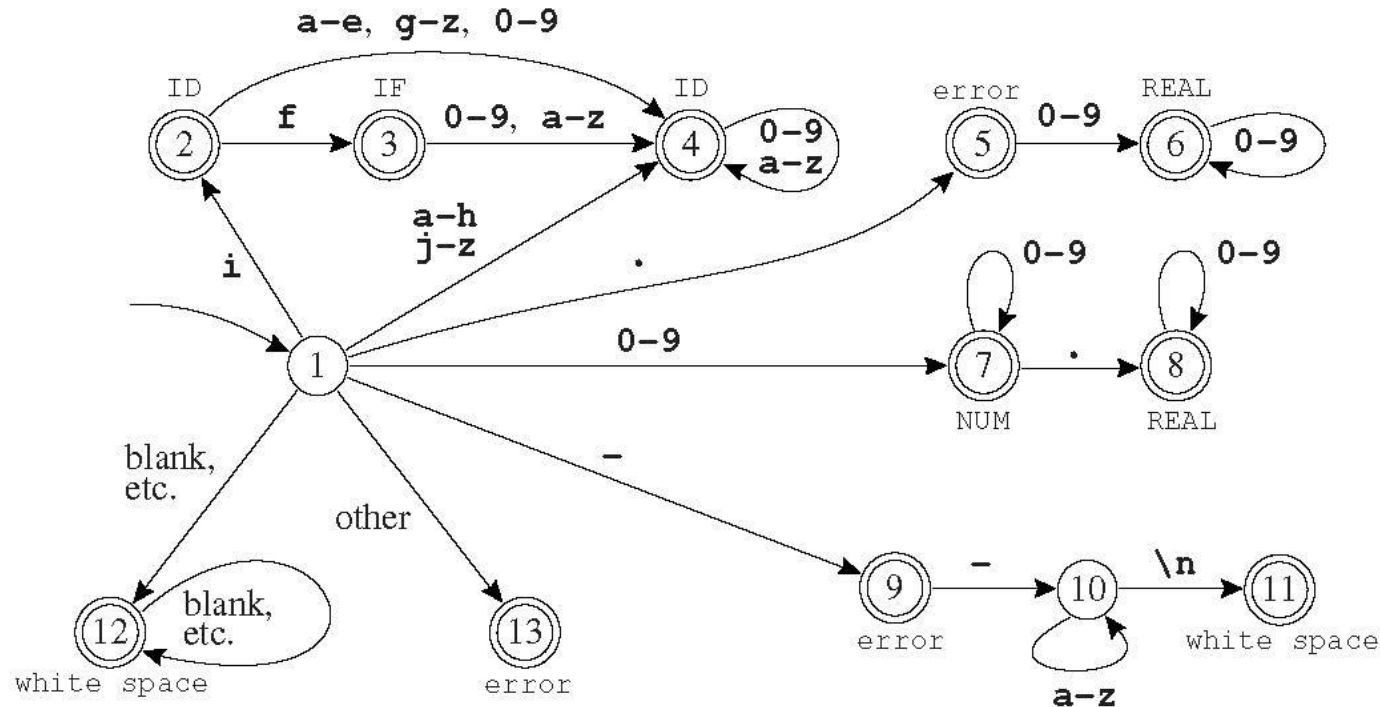 a-e, g-z, 0-9
ID
IF
ID
error
REAL
2
f
3
0-9, a-z
4
0-9
a-z
5
0-9
6
0-9
i
a-h
j-z
.
0-9
0-9
1
0-9
7
.
8
NUM
REAL
blank,
etc.
other
-
12
blank,
etc.
13
9
-
10
\n
11
white space
error
error
white space
a-z